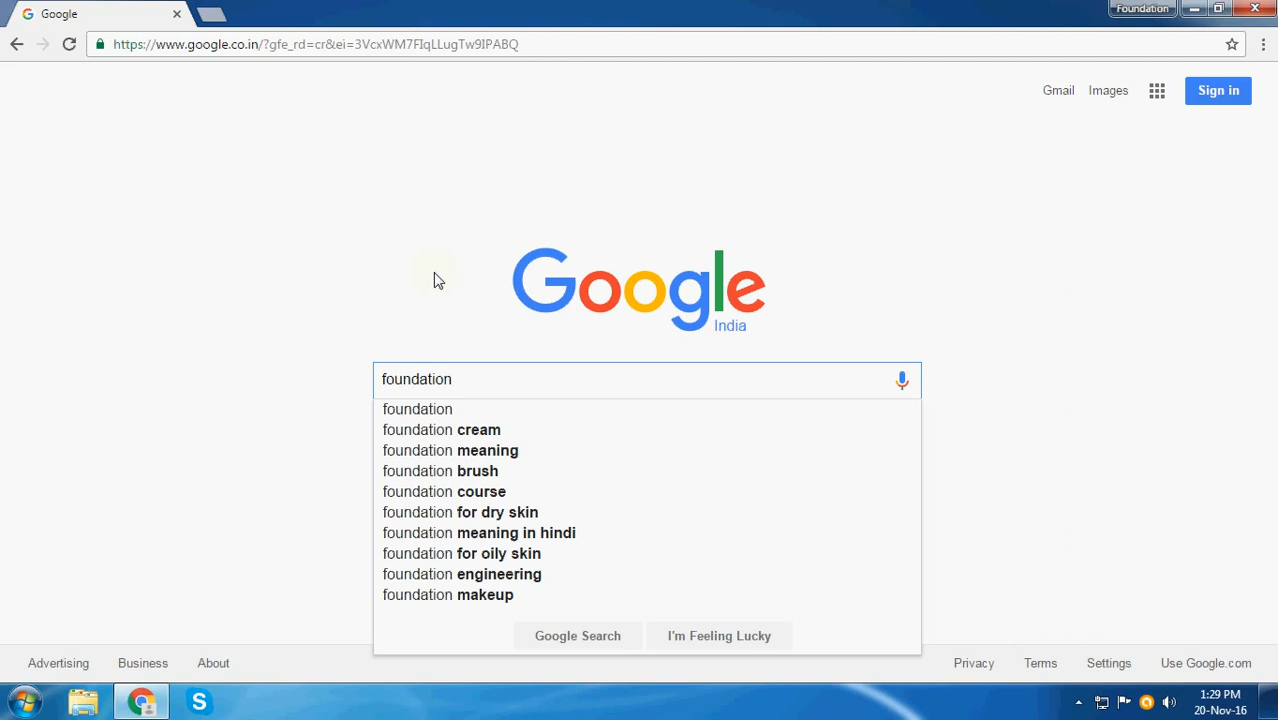 Google
Foundation
https://www.google.co.in/?gfe_rd=cr&ei=3VcxWM7FIqLLugTw9IPABQ
Gmail Images Sign in
Google
India
foundation
foundation
foundation cream
foundation meaning
foundation brush
foundation course
foundation for dry skin
foundation meaning in hindi
foundation for oily skin
foundation engineering
foundation makeup
Google Search I'm Feeling Lucky
Advertising Business About Privacy Terms Settings Use Google.com
1:29 PM
20-Nov-16